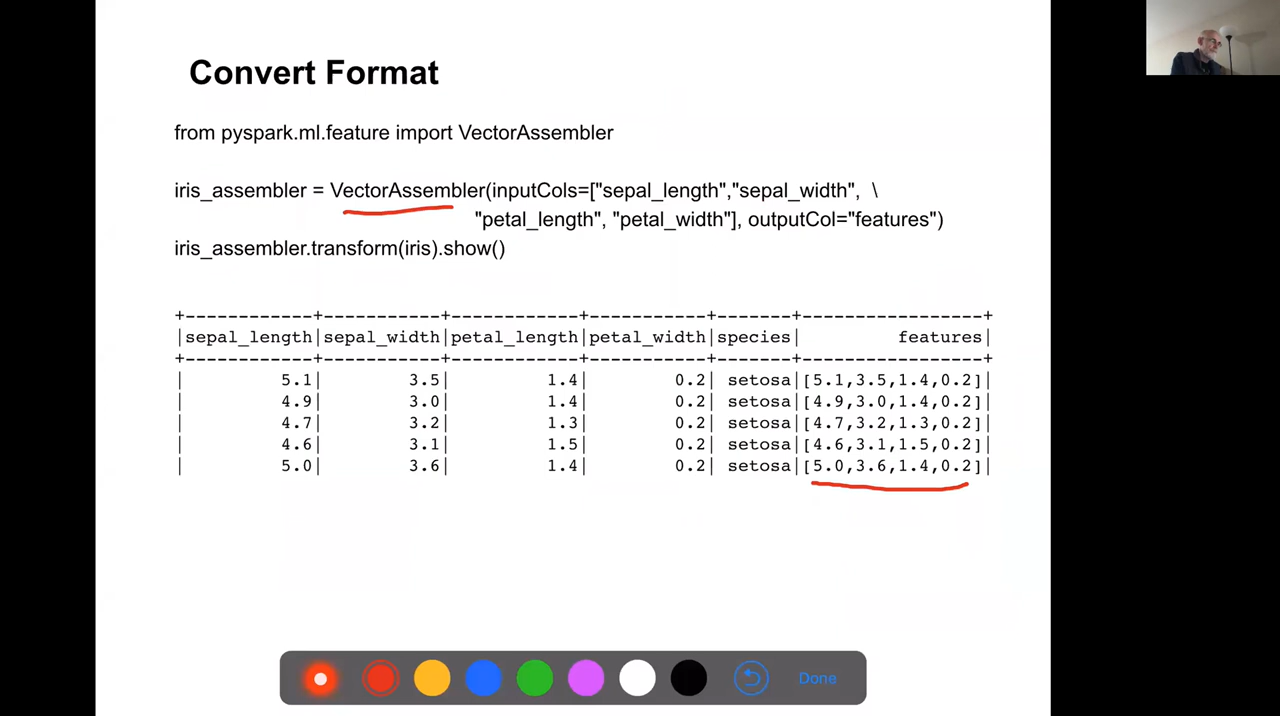 Convert Format
from pyspark.ml.feature import VectorAssembler
iris_assembler = VectorAssembler(inputCols=["sepal_length","sepal_width", \
"petal_length", "petal_width"], outputCol="features")
iris_assembler.transform(iris).show()
+------------+-----------+------------+-----------+-------+-----------------+
|sepal_length|sepal_width|petal_length|petal_width|species|         features|
+------------+-----------+------------+-----------+-------+-----------------+
|         5.1|        3.5|         1.4|        0.2| setosa|[5.1,3.5,1.4,0.2]|
|         4.9|        3.0|         1.4|        0.2| setosa|[4.9,3.0,1.4,0.2]|
|         4.7|        3.2|         1.3|        0.2| setosa|[4.7,3.2,1.3,0.2]|
|         4.6|        3.1|         1.5|        0.2| setosa|[4.6,3.1,1.5,0.2]|
|         5.0|        3.6|         1.4|        0.2| setosa|[5.0,3.6,1.4,0.2]|
Done